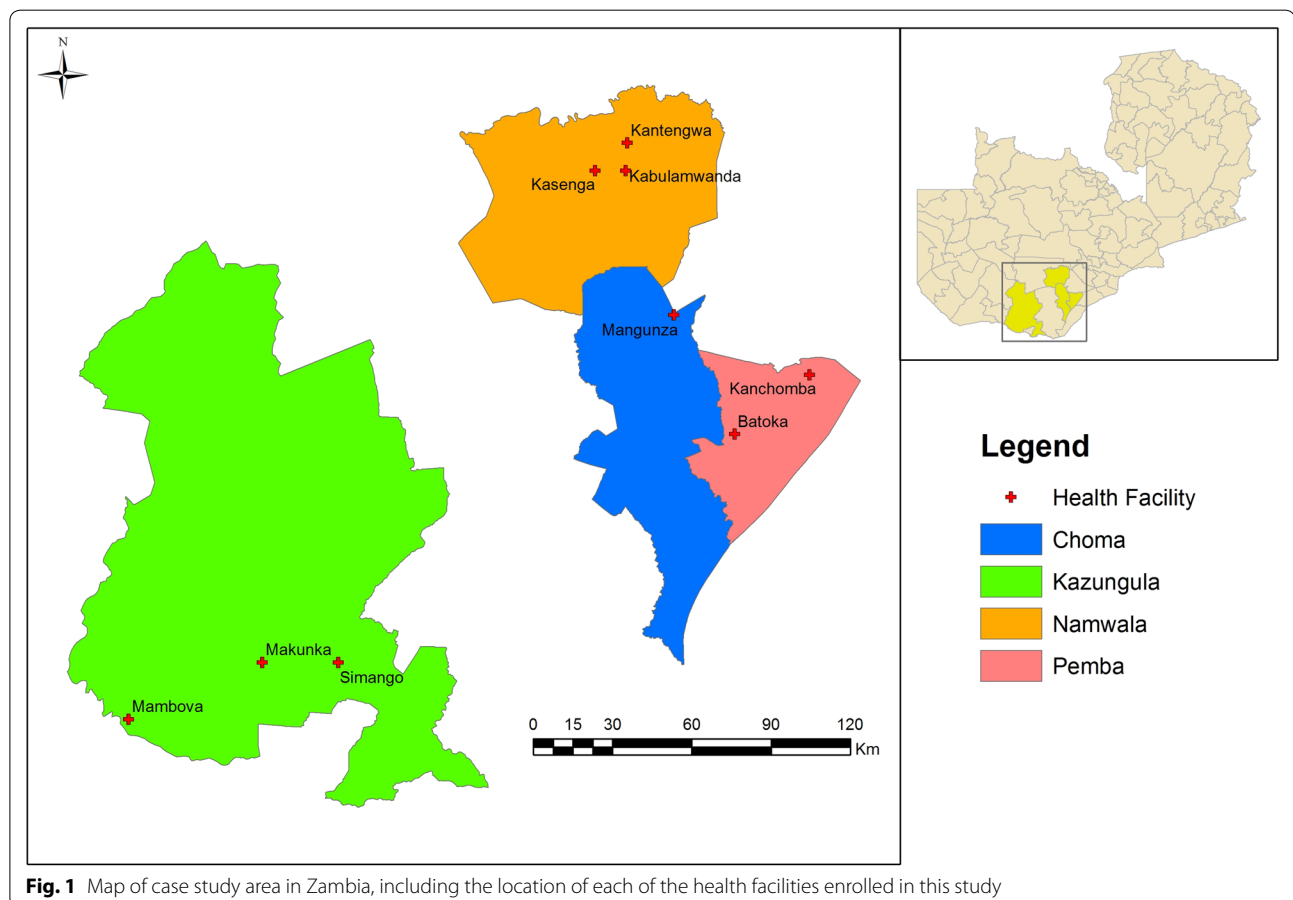 N
Kantengwa
Kasenga
Kabulamwanda
Mangunza
Kanchomba
Batoka
Makunka
Simango
Mambova
0 15 30 60 90 120
Km
Legend
Health Facility
Choma
Kazungula
Namwala
Pemba
Fig. 1 Map of case study area in Zambia, including the location of each of the health facilities enrolled in this study